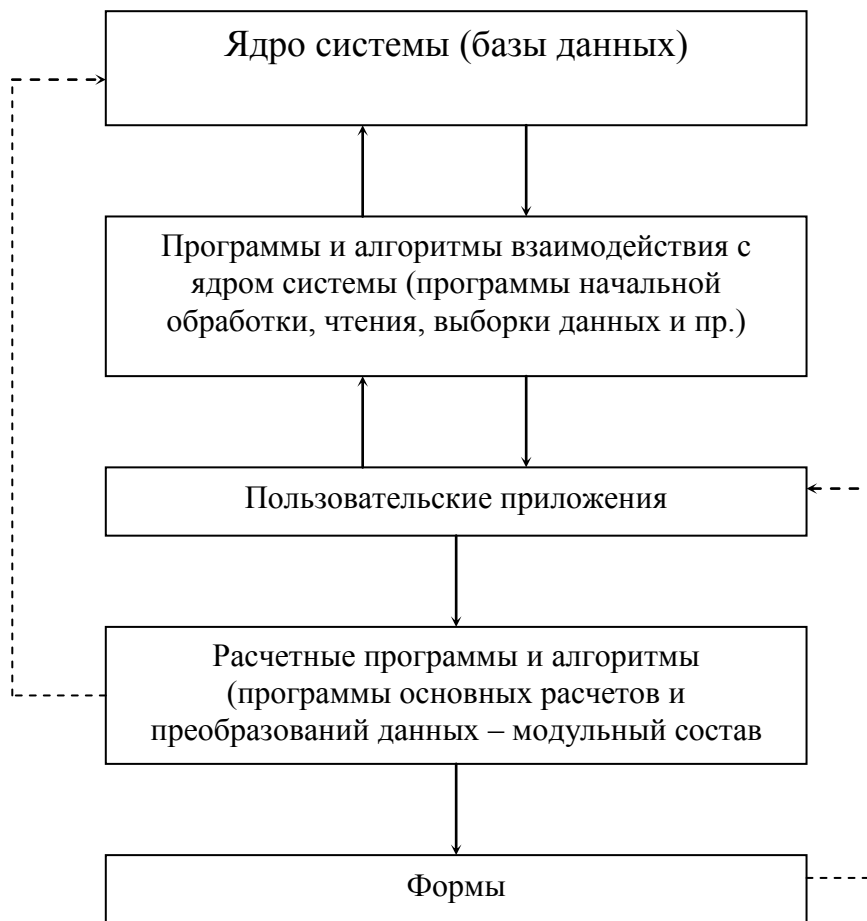 Ядро системы (базы данных)
Программы и алгоритмы взаимодействия с
ядром системы (программы начальной
обработки, чтения, выборки данных и пр.)
Пользовательские приложения
Расчетные программы и алгоритмы
(программы основных расчетов и
преобразований данных – модульный состав
Формы